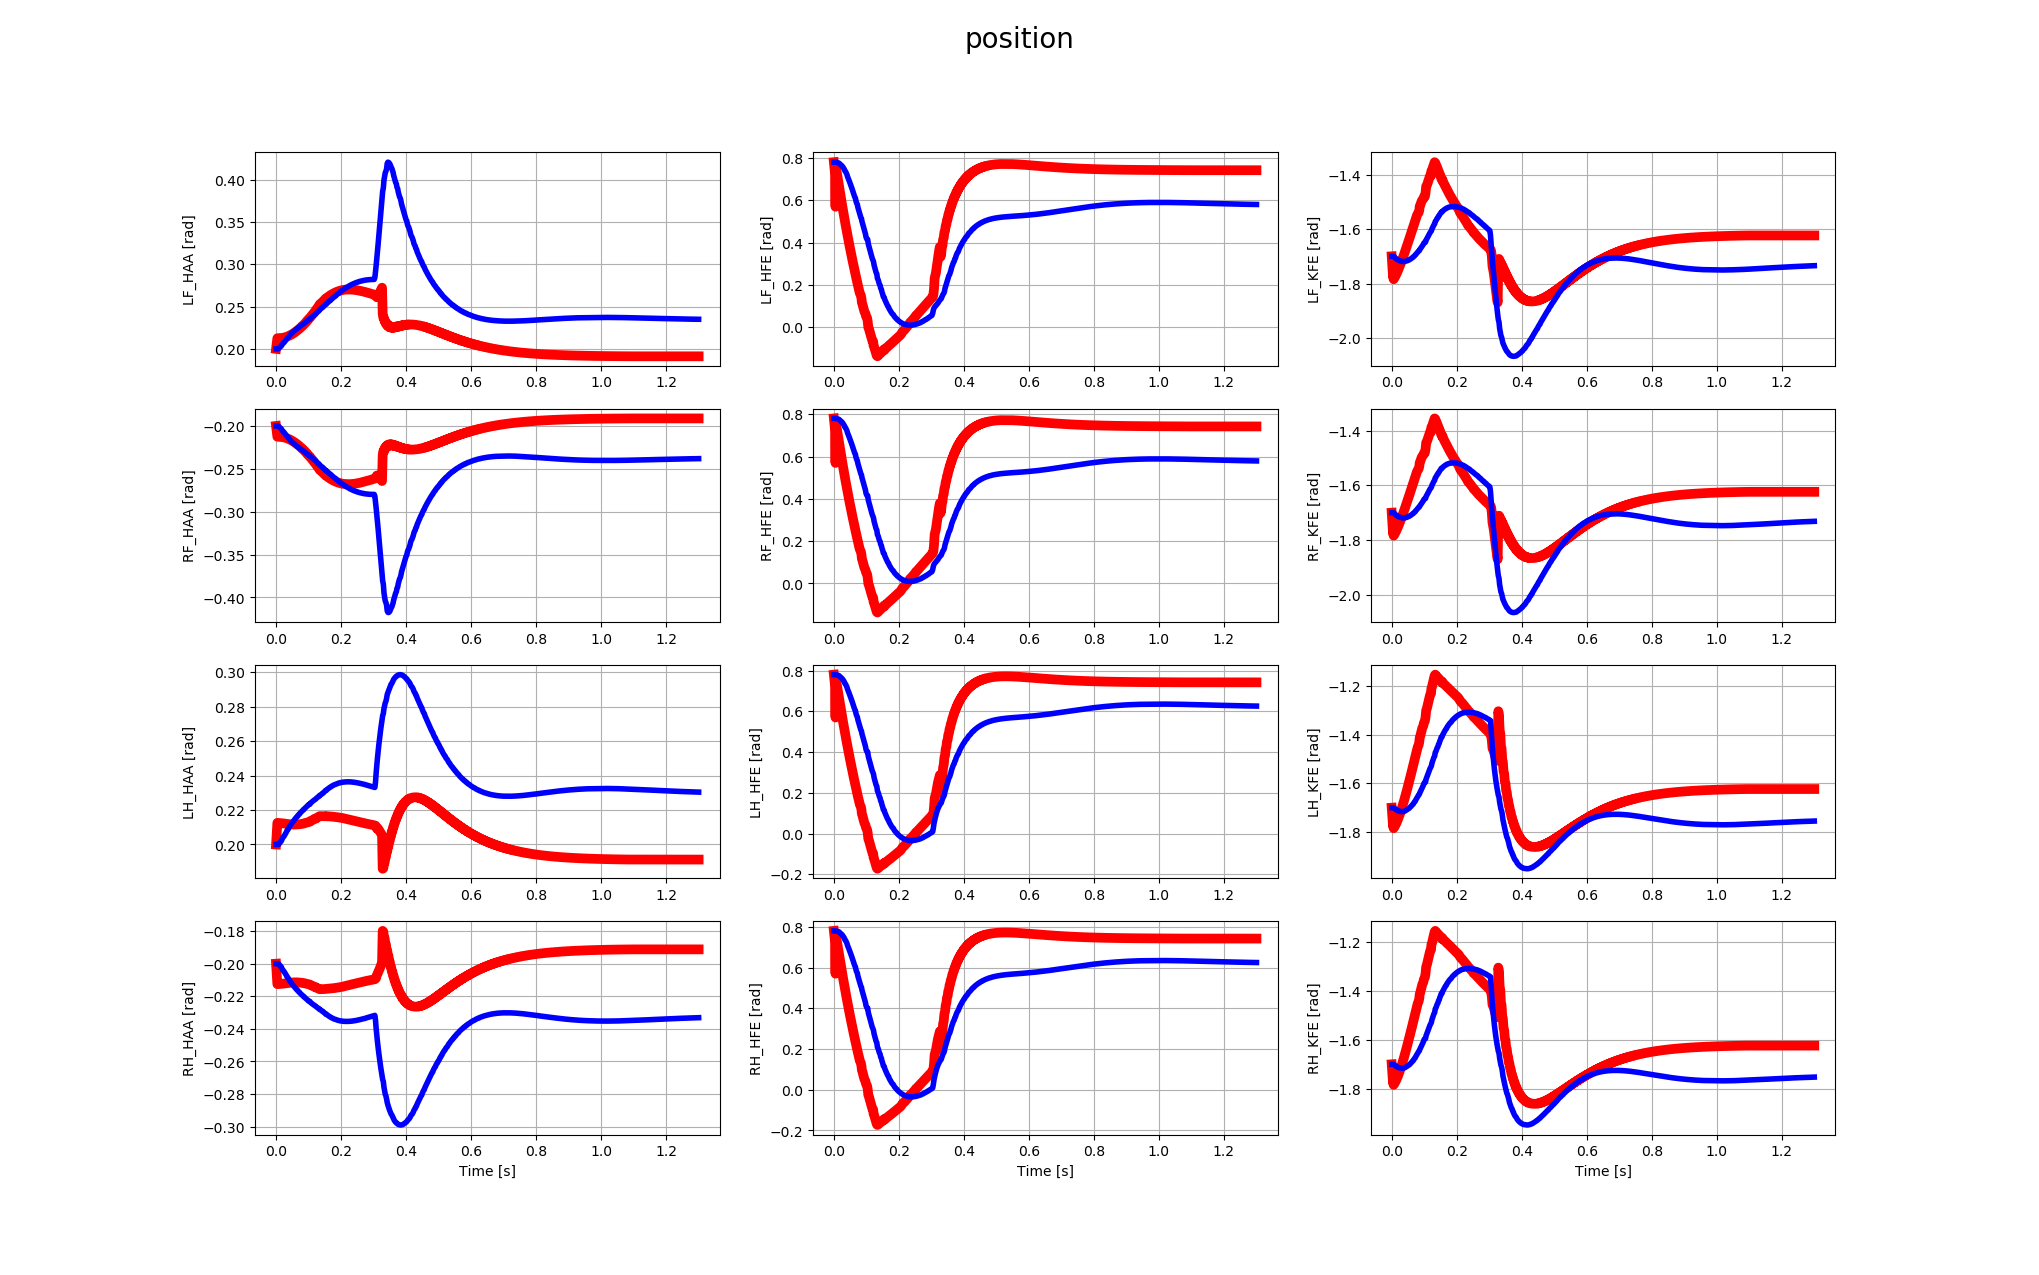 position
LF_HAA [rad]
0.40
0.35
0.30
0.25
0.20
0.0 0.2 0.4 0.6 0.8 1.0 1.2
LF_HFE [rad]
0.8
0.6
0.4
0.2
0.0
0.0 0.2 0.4 0.6 0.8 1.0 1.2
LF_KFE [rad]
−1.4
−1.6
−1.8
−2.0
0.0 0.2 0.4 0.6 0.8 1.0 1.2
RF_HAA [rad]
−0.20
−0.25
−0.30
−0.35
−0.40
0.0 0.2 0.4 0.6 0.8 1.0 1.2
RF_HFE [rad]
0.8
0.6
0.4
0.2
0.0
0.0 0.2 0.4 0.6 0.8 1.0 1.2
RF_KFE [rad]
−1.4
−1.6
−1.8
−2.0
0.0 0.2 0.4 0.6 0.8 1.0 1.2
LH_HAA [rad]
0.30
0.28
0.26
0.24
0.22
0.20
0.0 0.2 0.4 0.6 0.8 1.0 1.2
LH_HFE [rad]
0.8
0.6
0.4
0.2
0.0
−0.2
0.0 0.2 0.4 0.6 0.8 1.0 1.2
LH_KFE [rad]
−1.2
−1.4
−1.6
−1.8
0.0 0.2 0.4 0.6 0.8 1.0 1.2
RH_HAA [rad]
−0.18
−0.20
−0.22
−0.24
−0.26
−0.28
−0.30
0.0 0.2 0.4 0.6 0.8 1.0 1.2
Time [s]
RH_HFE [rad]
0.8
0.6
0.4
0.2
0.0
−0.2
0.0 0.2 0.4 0.6 0.8 1.0 1.2
Time [s]
RH_KFE [rad]
−1.2
−1.4
−1.6
−1.8
0.0 0.2 0.4 0.6 0.8 1.0 1.2
Time [s]